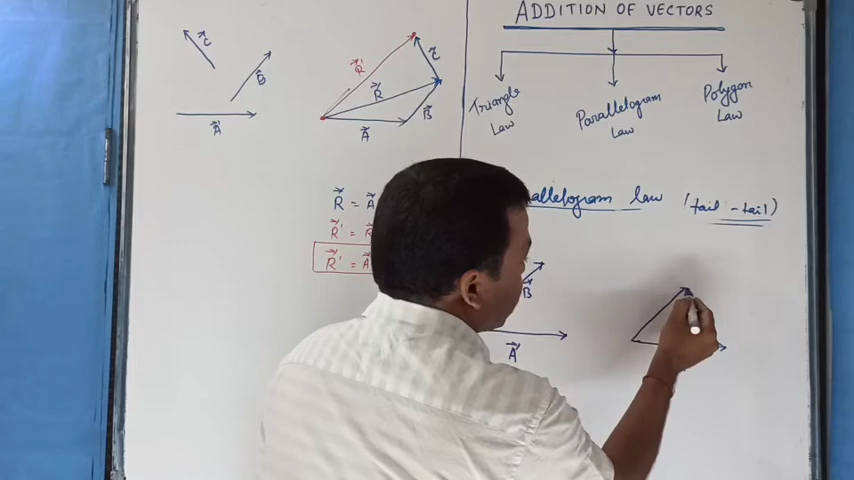 ADDITION OF VECTORS
Triangle Law
Parallelogram Law
Polygon Law
C
B
A
R'
C
R
B
A
R = A
R' = R
R' = A
allelogram law (tail - tail)
B
A